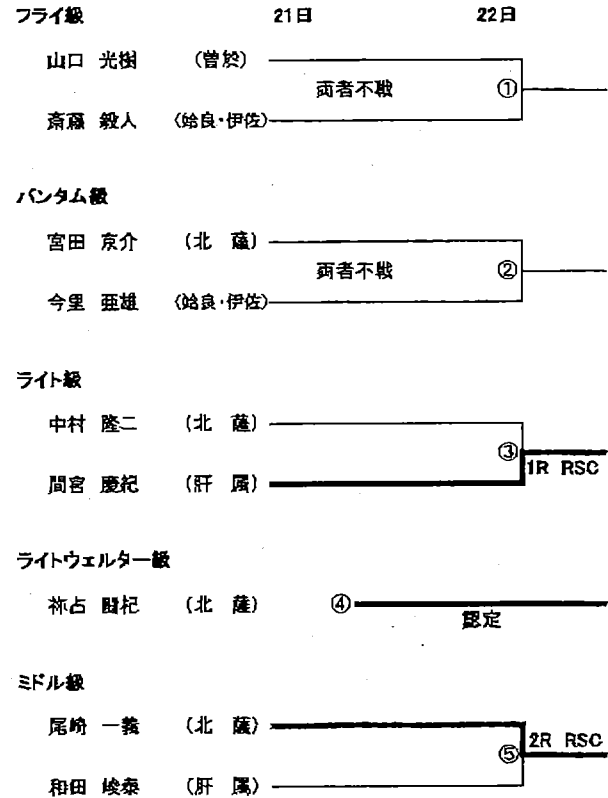 フライ級 21日 22日
山口 光樹 (曽於)
両者不戦 ①
斎藤 毅人 (姶良・伊佐)
バンタム級
宮田 京介 (北 薩)
両者不戦 ②
今里 亜雄 (姶良・伊佐)
ライト級
中村 隆二 (北 薩)
③
1R RSC
間宮 慶紀 (肝 属)
ライトウェルター級
祢占 (北 薩) ④
認定
ミドル級
尾崎 一義 (北 薩)
2R RSC
⑤
和田 峻泰 (肝 属)